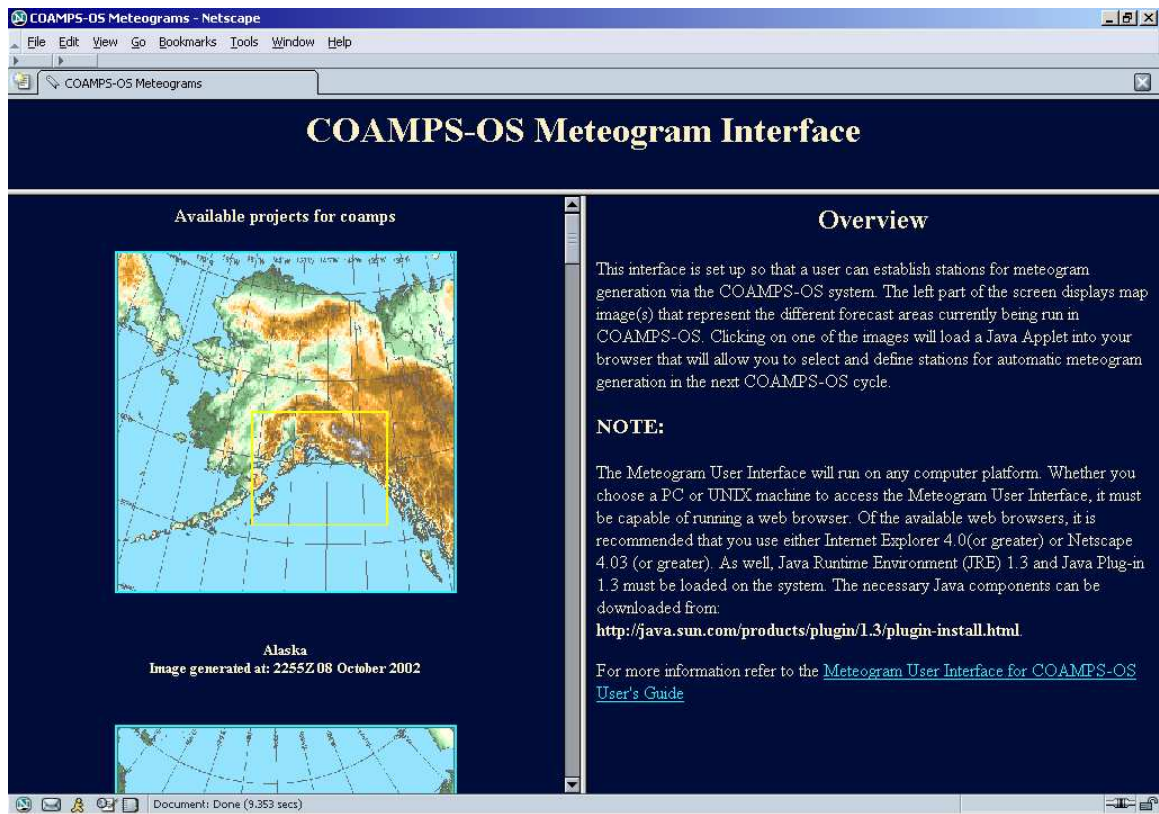 COAMPS-OS Meteograms - Netscape
File Edit View Go Bookmarks Tools Window Help
COAMPS-OS Meteograms
COAMPS-OS Meteogram Interface
Available projects for coamps
Alaska
Image generated at: 2255Z 08 October 2002
Overview
This interface is set up so that a user can establish stations for meteogram
generation via the COAMPS-OS system. The left part of the screen displays map
image(s) that represent the different forecast areas currently being run in
COAMPS-OS. Clicking on one of the images will load a Java Applet into your
browser that will allow you to select and define stations for automatic meteogram
generation in the next COAMPS-OS cycle.
NOTE:
The Meteogram User Interface will run on any computer platform. Whether you
choose a PC or UNIX machine to access the Meteogram User Interface, it must
be capable of running a web browser. Of the available web browsers, it is
recommended that you use either Internet Explorer 4.0(or greater) or Netscape
4.03 (or greater). As well, Java Runtime Environment (JRE) 1.3 and Java Plug-in
1.3 must be loaded on the system. The necessary Java components can be
downloaded from:
http://java.sun.com/products/plugin/1.3/plugin-install.html.
For more information refer to the Meteogram User Interface for COAMPS-OS
User's Guide
Document: Done (9.353 secs)